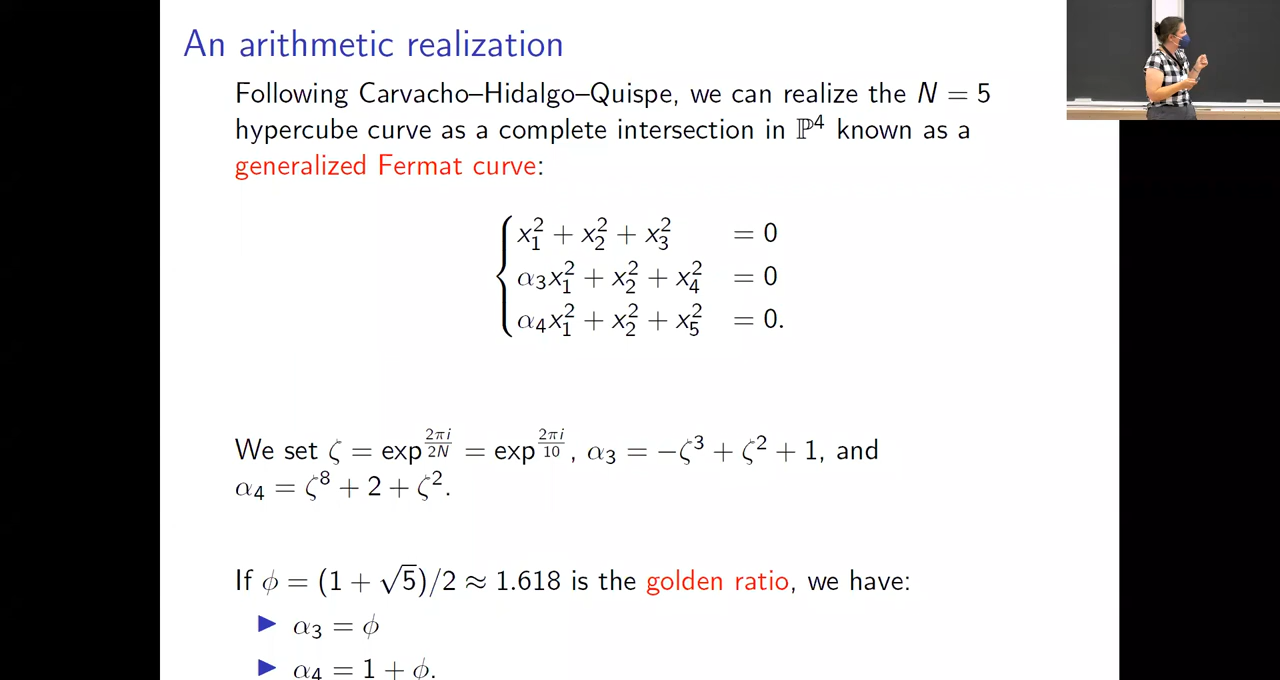 An arithmetic realization
Following Carvacho–Hidalgo–Quispe, we can realize the N = 5
hypercube curve as a complete intersection in ℙ⁴ known as a
generalized Fermat curve:
x₁² + x₂² + x₃² = 0
α₃x₁² + x₂² + x₄² = 0
α₄x₁² + x₂² + x₅² = 0.
We set ζ = exp^{2πi/2N} = exp^{2πi/10}, α₃ = −ζ³ + ζ² + 1, and
α₄ = ζ⁸ + 2 + ζ².
If ϕ = (1 + √5)/2 ≈ 1.618 is the golden ratio, we have:
▶ α₃ = ϕ
▶ α₄ = 1 + ϕ.